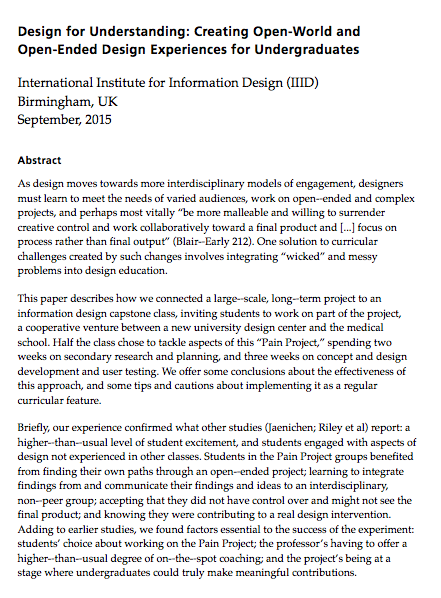 Design for Understanding: Creating Open-World and
Open-Ended Design Experiences for Undergraduates
International Institute for Information Design (IIID)
Birmingham, UK
September, 2015
Abstract
As design moves towards more interdisciplinary models of engagement, designers
must learn to meet the needs of varied audiences, work on open--ended and complex
projects, and perhaps most vitally “be more malleable and willing to surrender
creative control and work collaboratively toward a final product and [...] focus on
process rather than final output” (Blair--Early 212). One solution to curricular
challenges created by such changes involves integrating “wicked” and messy
problems into design education.
This paper describes how we connected a large--scale, long--term project to an
information design capstone class, inviting students to work on part of the project,
a cooperative venture between a new university design center and the medical
school. Half the class chose to tackle aspects of this “Pain Project,” spending two
weeks on secondary research and planning, and three weeks on concept and design
development and user testing. We offer some conclusions about the effectiveness of
this approach, and some tips and cautions about implementing it as a regular
curricular feature.
Briefly, our experience confirmed what other studies (Jaenichen; Riley et al) report: a
higher--than--usual level of student excitement, and students engaged with aspects of
design not experienced in other classes. Students in the Pain Project groups benefited
from finding their own paths through an open--ended project; learning to integrate
findings from and communicate their findings and ideas to an interdisciplinary,
non--peer group; accepting that they did not have control over and might not see the
final product; and knowing they were contributing to a real design intervention.
Adding to earlier studies, we found factors essential to the success of the experiment:
students’ choice about working on the Pain Project; the professor’s having to offer a
higher--than--usual degree of on--the--spot coaching; and the project’s being at a
stage where undergraduates could truly make meaningful contributions.